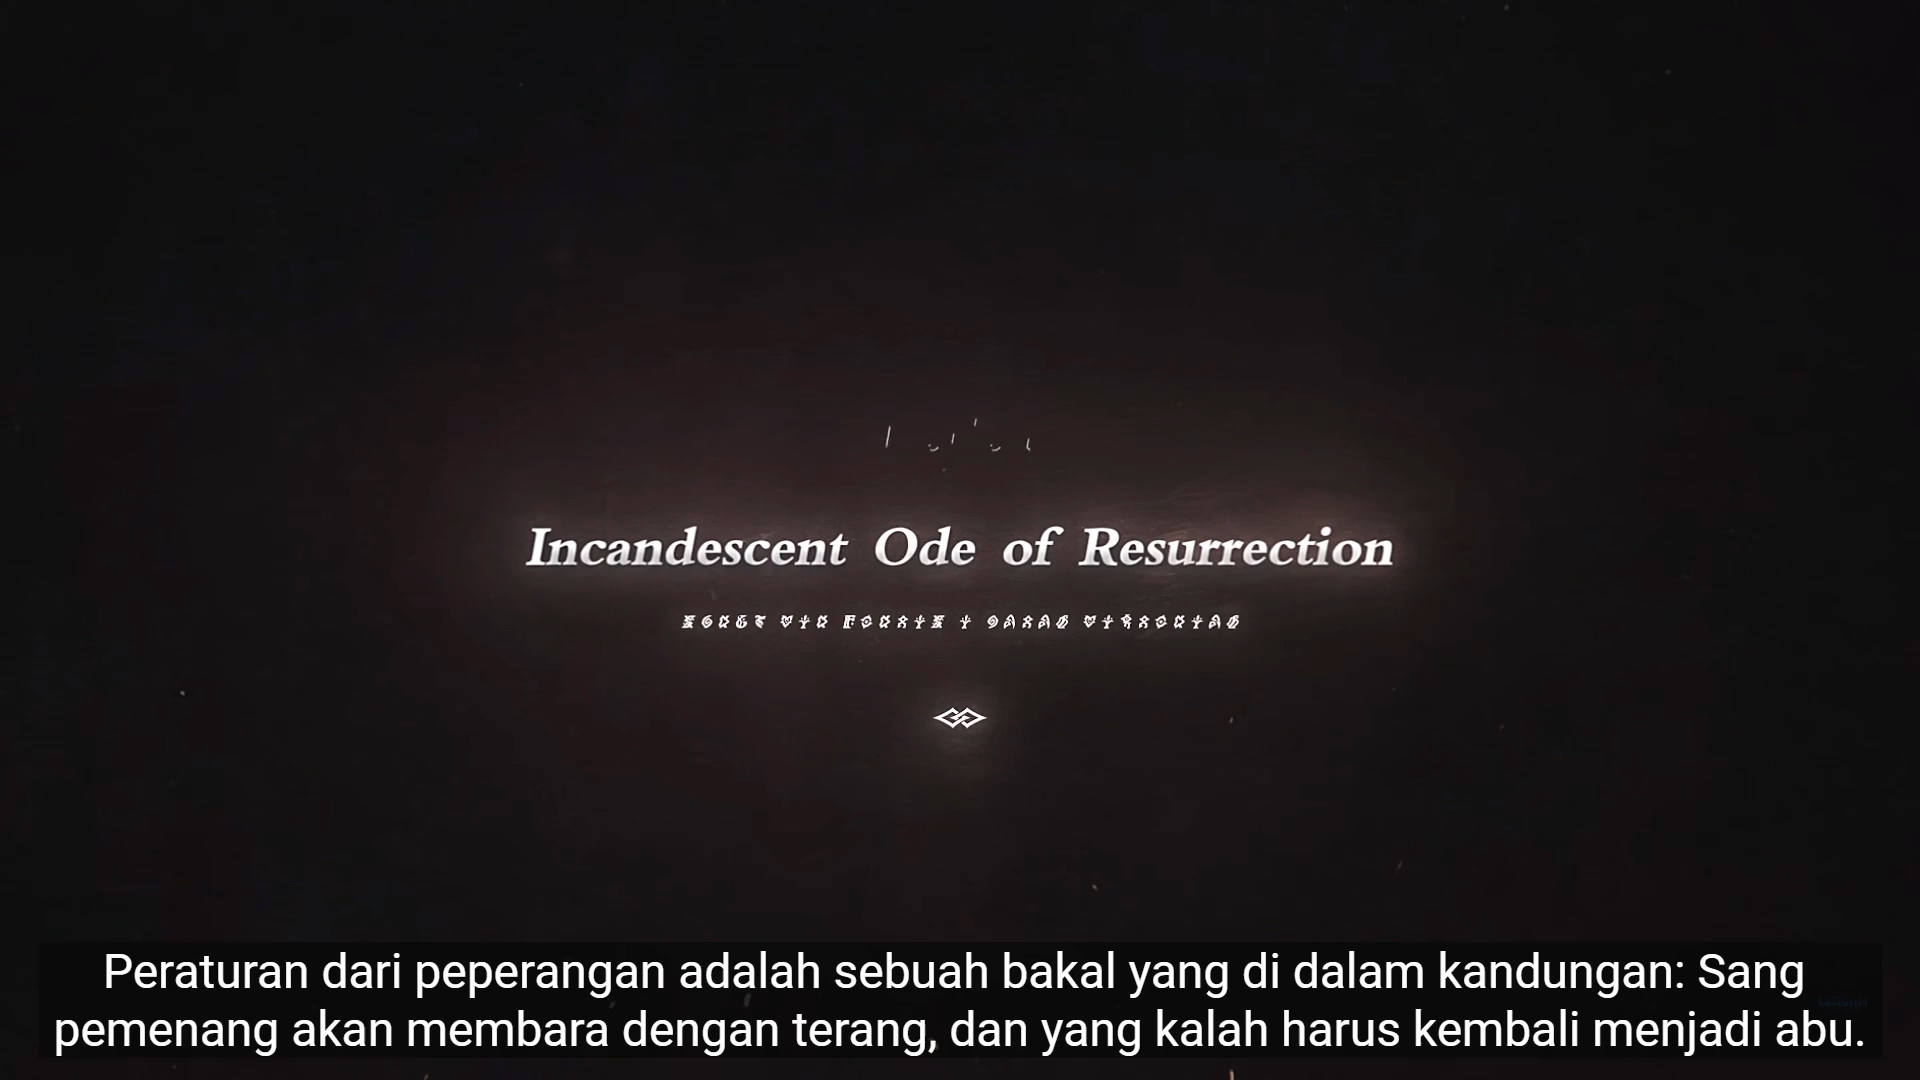 Incandescent Ode of Resurrection
Peraturan dari peperangan adalah sebuah bakal yang di dalam kandungan: Sang
pemenang akan membara dengan terang, dan yang kalah harus kembali menjadi abu.